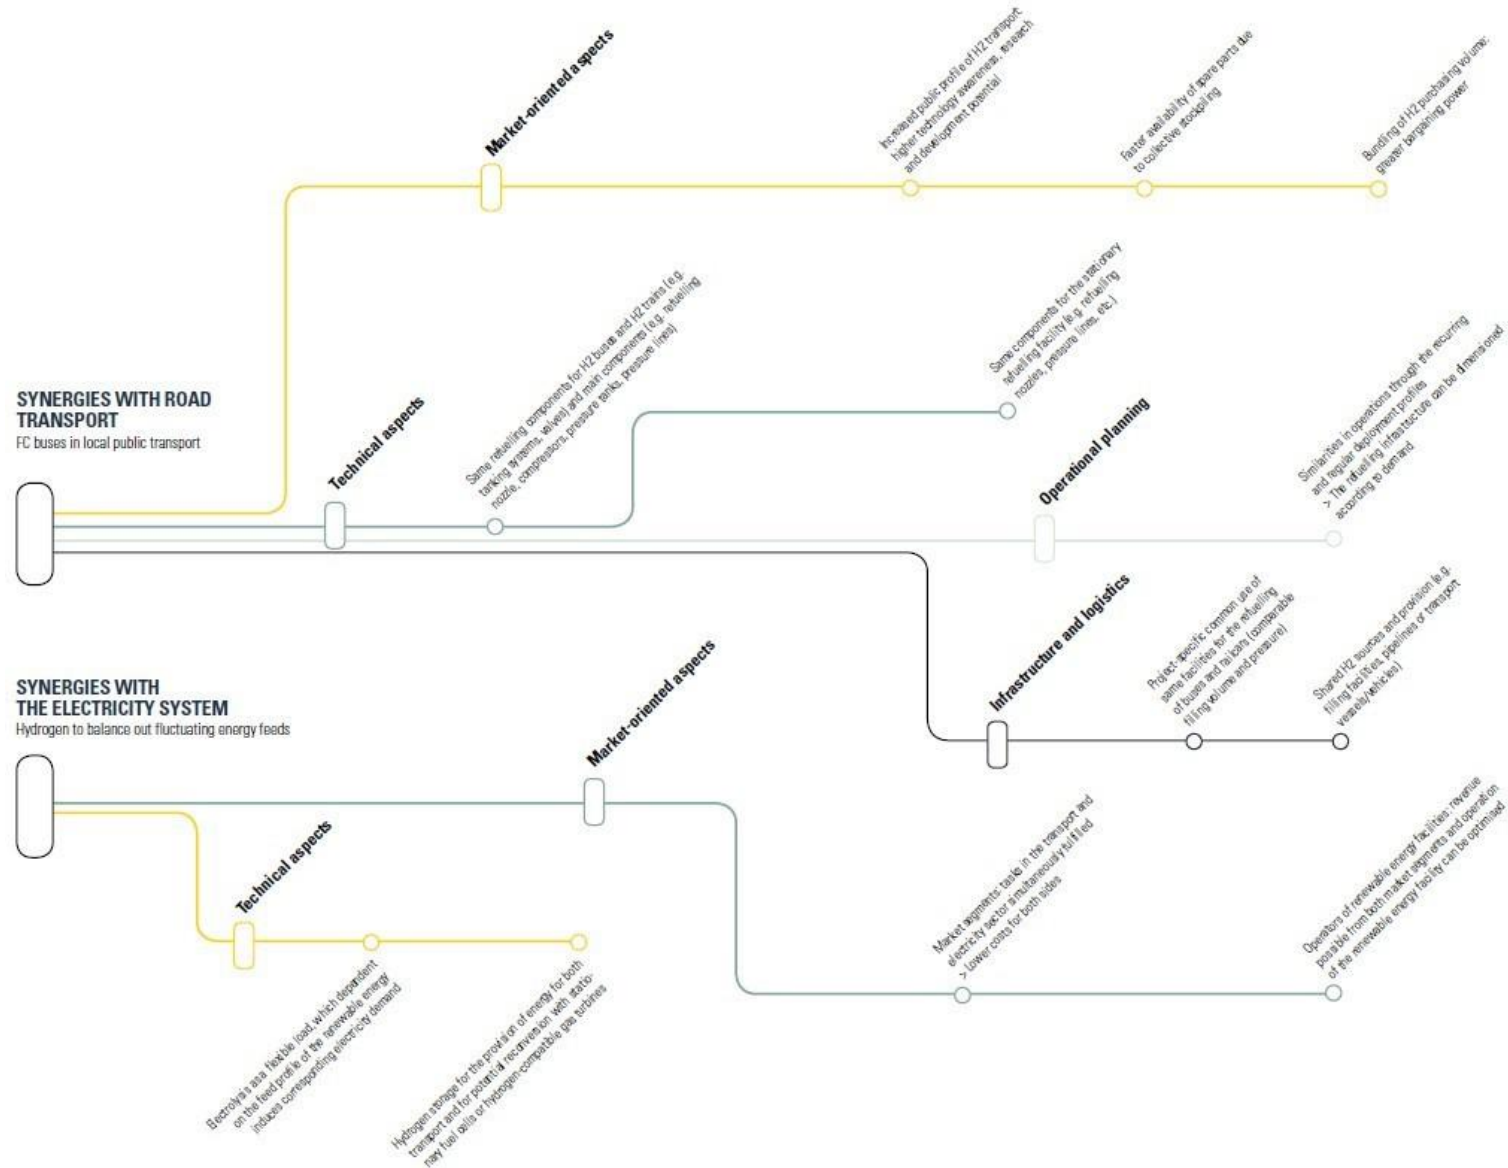 Market-oriented aspects
Increased public profile of H2 transport:
higher technology awareness, research
and development potential
Faster availability of spare parts due
to collective stockpiling
Bundling of H2 purchasing volume:
greater bargaining power
SYNERGIES WITH ROAD
TRANSPORT
FC buses in local public transport
Technical aspects
Same refuelling components for H2 buses and H2 trains (e.g.
tanking systems, valves) and main components (e.g. refuelling
nozzle, compressors, pressure tanks, pressure lines)
Same components for the stationary
refuelling facility (e.g. refuelling
nozzles, pressure lines, etc.)
Operational planning
Similarities in operations through the recurring
and regular deployment profiles
> The refuelling infrastructure can be dimensioned
according to demand
Infrastructure and logistics
Project-specific common use of
same facilities for the refuelling
of buses and railcars (comparable
filling volume and pressure)
Shared H2 sources and provision (e.g.
filling facilities, pipelines or transport
vessels/vehicles)
SYNERGIES WITH
THE ELECTRICITY SYSTEM
Hydrogen to balance out fluctuating energy feeds
Market-oriented aspects
Market segments: tasks in the transport and
electricity sector simultaneously fulfilled
> Lower costs for both sides
Operators of renewable energy facilities: revenue
possible from both market segments and operation
of the renewable energy facility can be optimised
Technical aspects
Electrolysis as a flexible load, which dependent
on the feed profile of the renewable energy
induces corresponding electricity demand
Hydrogen storage for the provision of energy for both
transport and for potential reconversion with statio-
nary fuel cells or hydrogen-compatible gas turbines